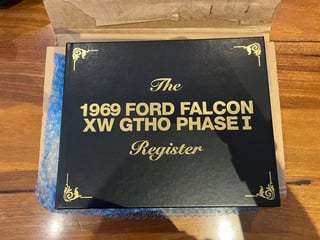 The
1969 FORD FALCON
XW GTHO PHASE I
Register